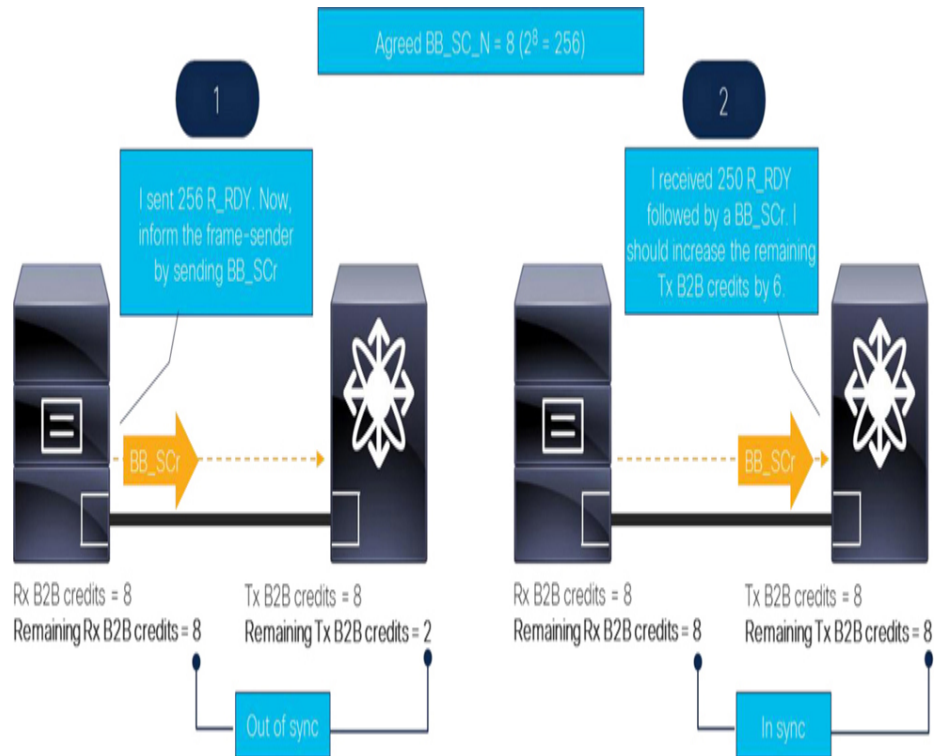 Agreed BB_SC_N = 8 (2⁸ = 256)
1
I sent 256 R_RDY. Now,
inform the frame-sender
by sending BB_SCr
BB_SCr
Rx B2B credits = 8
Remaining Rx B2B credits = 8
Tx B2B credits = 8
Remaining Tx B2B credits = 2
Out of sync
2
I received 250 R_RDY
followed by a BB_SCr. I
should increase the remaining
Tx B2B credits by 6.
BB_SCr
Rx B2B credits = 8
Remaining Rx B2B credits = 8
Tx B2B credits = 8
Remaining Tx B2B credits = 8
In sync